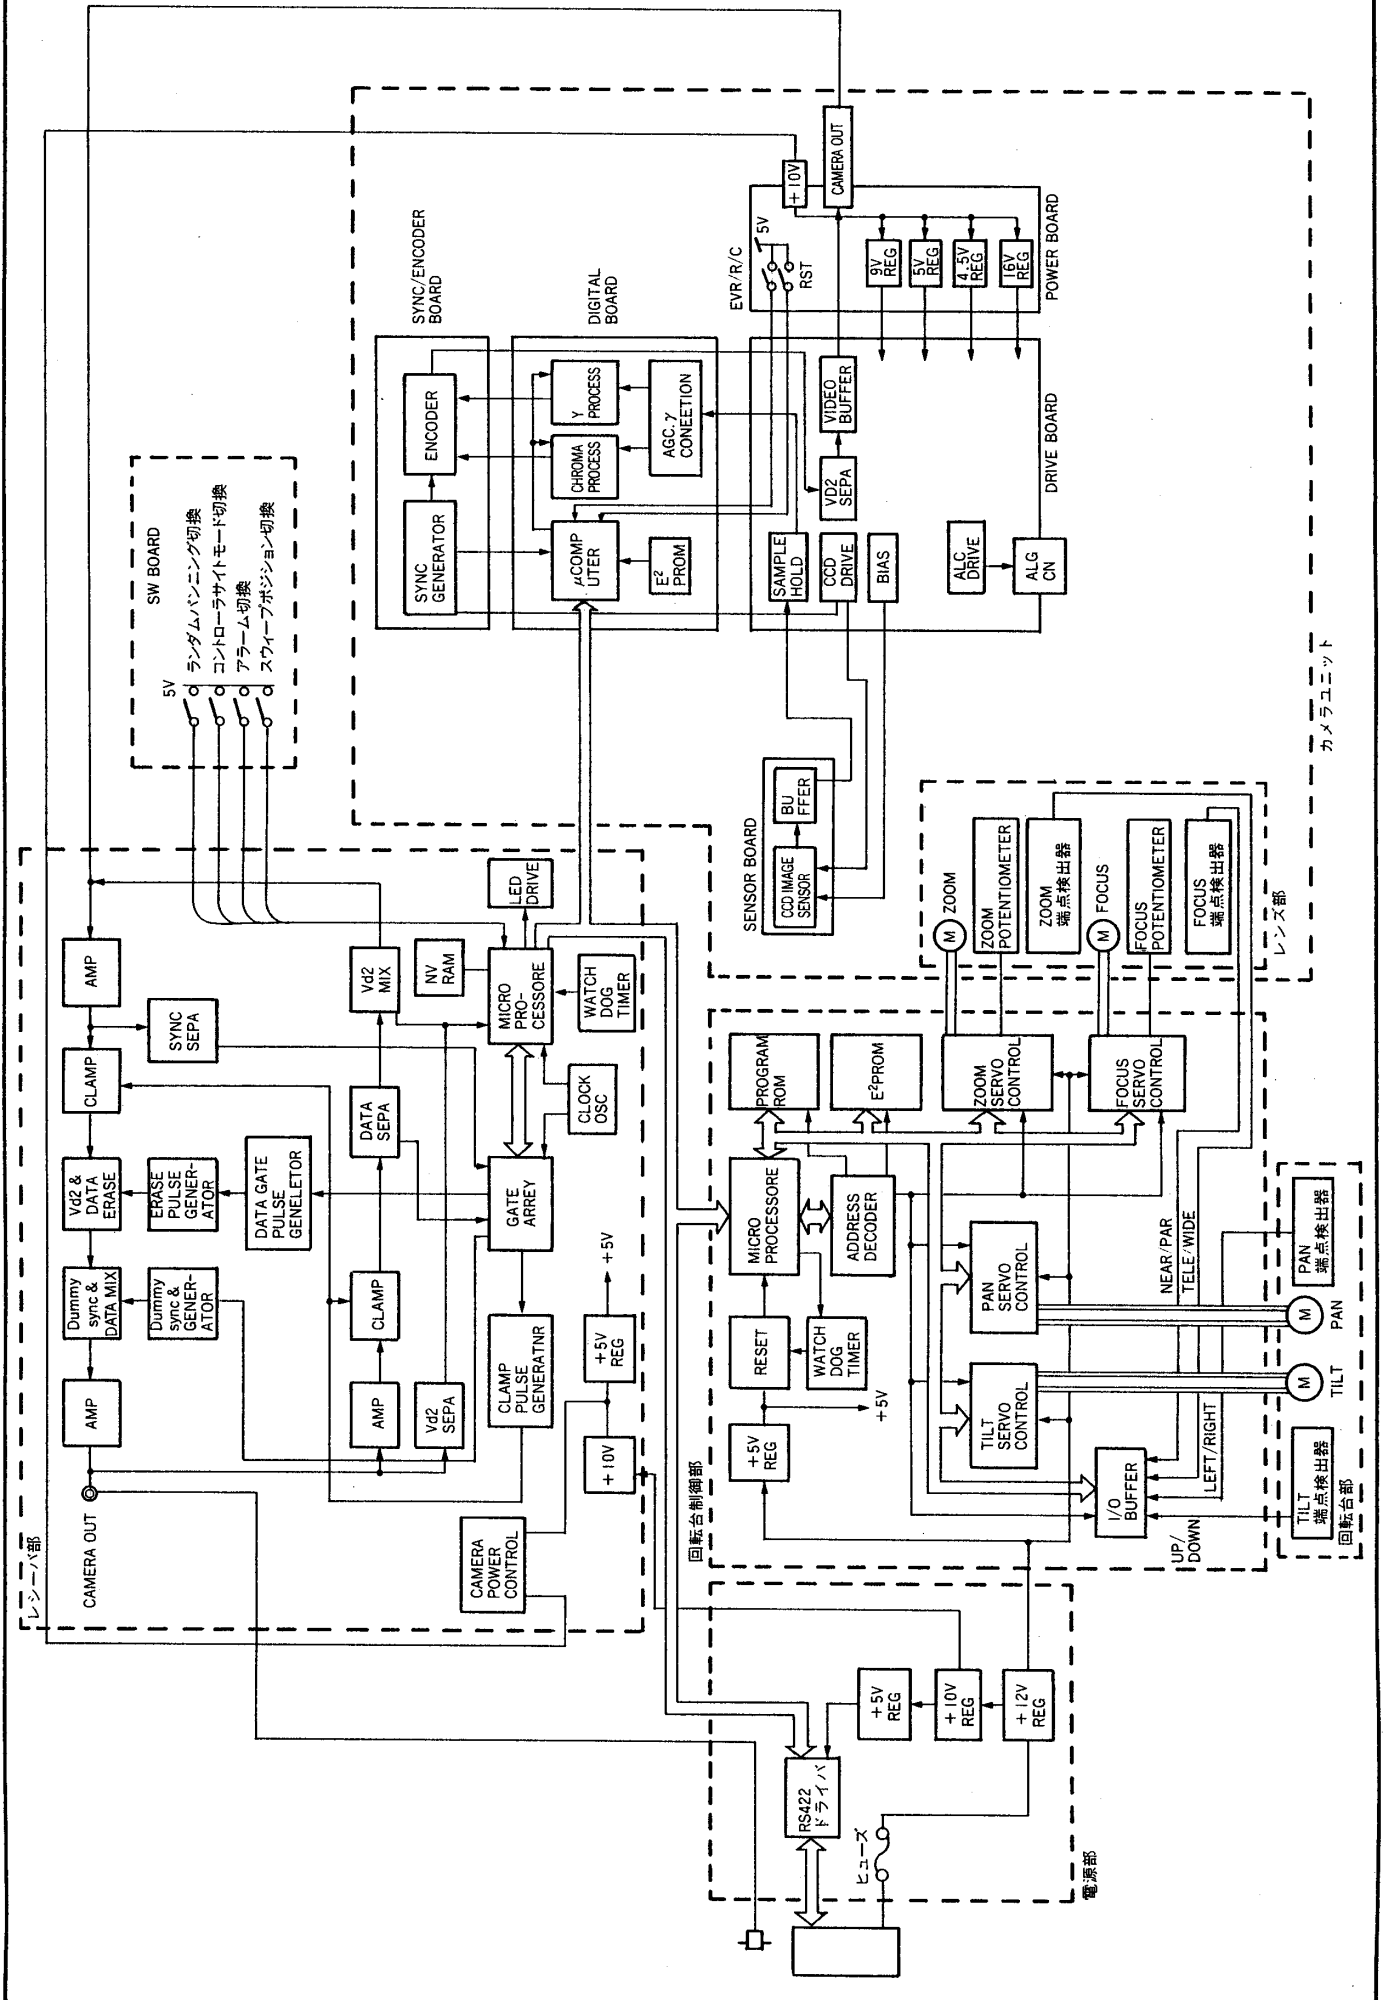 レシーバ部
CAMERA OUT
AMP
Dummy
sync &
DATA MIX
Vd2 &
DATA
ERASE
CLAMP
AMP
SYNC
SEPA
Dummy
sync &
GENER-
ATOR
ERASE
PULSE
GENER-
ATOR
DATA GATE
PULSE
GENELETOR
AMP
CLAMP
DATA
SEPA
Vd2
MIX
Vd2
SEPA
NV
RAM
CAMERA
POWER
CONTROL
CLAMP
PULSE
GENERATNR
GATE
ARREY
MICRO
PRO-
CESSORE
LED
DRIVE
CLOCK
OSC
WATCH
DOG
TIMER
+10V
+5V
REG
+5V
SW BOARD
5V
ランダムパンニング切換
コントローラサイトモード切換
アラーム切換
スウィープポジション切換
SYNC/ENCODER
BOARD
SYNC
GENERATOR
ENCODER
DIGITAL
BOARD
μCOMP
UTER
CHROMA
PROCESS
Y
PROCESS
E²
PROM
AGC.γ
CONEETION
EVR/R/C
5V
RST
+10V
CAMERA OUT
9V
REG
5V
REG
4.5V
REG
16V
REG
POWER BOARD
SAMPLE
HOLD
CCD
DRIVE
VD2
SEPA
VIDEO
BUFFER
BIAS
ALC
DRIVE
ALG
CN
DRIVE BOARD
カメラユニット
SENSOR BOARD
CCD IMAGE
SENSOR
BU
FFER
M
ZOOM
ZOOM
POTENTIOMETER
ZOOM
端点検出器
M
FOCUS
FOCUS
POTENTIOMETER
FOCUS
端点検出器
レンズ部
回転台制御部
+5V
REG
RESET
MICRO
PROCESSORE
PROGRAM
ROM
+5V
WATCH
DOG
TIMER
ADDRESS
DECODER
E²PROM
TILT
SERVO
CONTROL
PAN
SERVO
CONTROL
ZOOM
SERVO
CONTROL
FOCUS
SERVO
CONTROL
I/O
BUFFER
UP/
DOWN
LEFT/RIGHT
NEAR/PAR
TELE/WIDE
TILT
端点検出器
M
TILT
M
PAN
PAN
端点検出器
回転台部
RS422
ドライバ
+5V
REG
+10V
REG
+12V
REG
ヒューズ
電源部